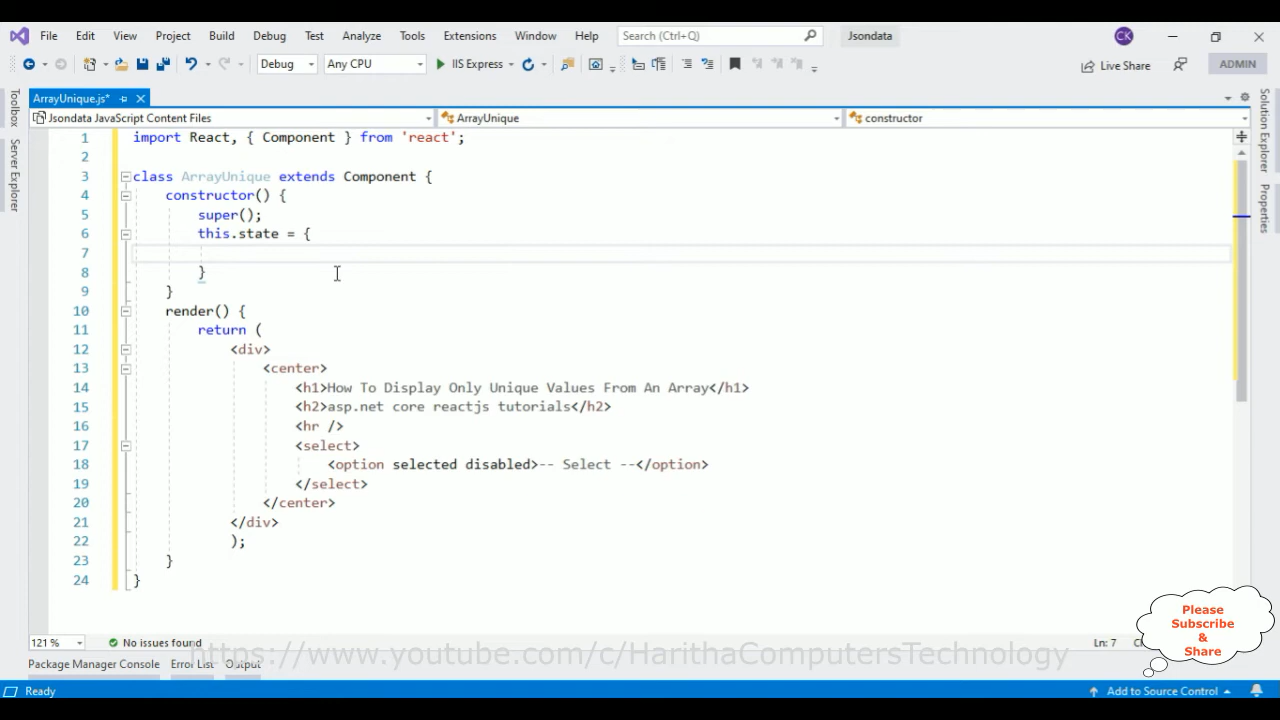 File Edit View Project Build Debug Test Analyze Tools Extensions Window Help Search (Ctrl+Q) Jsondata CK
Debug Any CPU IIS Express Live Share ADMIN
ArrayUnique.js*
Jsondata JavaScript Content Files ArrayUnique constructor
Toolbox
Server Explorer
Solution Explorer
Properties
1 import React, { Component } from 'react';
2
3 class ArrayUnique extends Component {
4 constructor() {
5 super();
6 this.state = {
7
8 }
9 }
10 render() {
11 return (
12 <div>
13 <center>
14 <h1>How To Display Only Unique Values From An Array</h1>
15 <h2>asp.net core reactjs tutorials</h2>
16 <hr />
17 <select>
18 <option selected disabled>-- Select --</option>
19 </select>
20 </center>
21 </div>
22 );
23 }
24 }
Please
Subscribe
&
Share
121 % No issues found Ln: 7
https://www.youtube.com/c/HarithaComputersTechnology
Package Manager Console Error List Output
Ready Add to Source Control